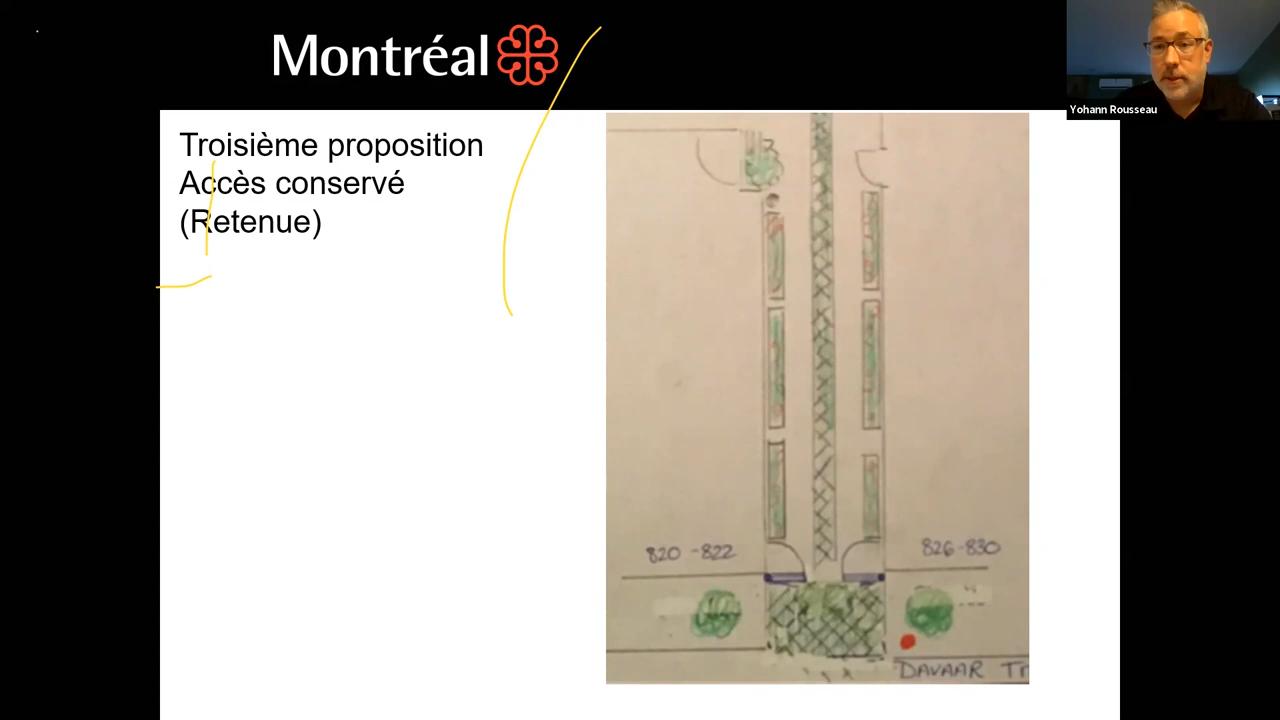 Montréal
Yohann Rousseau
Troisième proposition
Accès conservé
(Retenue)
820 - 822
826-830
DAVAAR